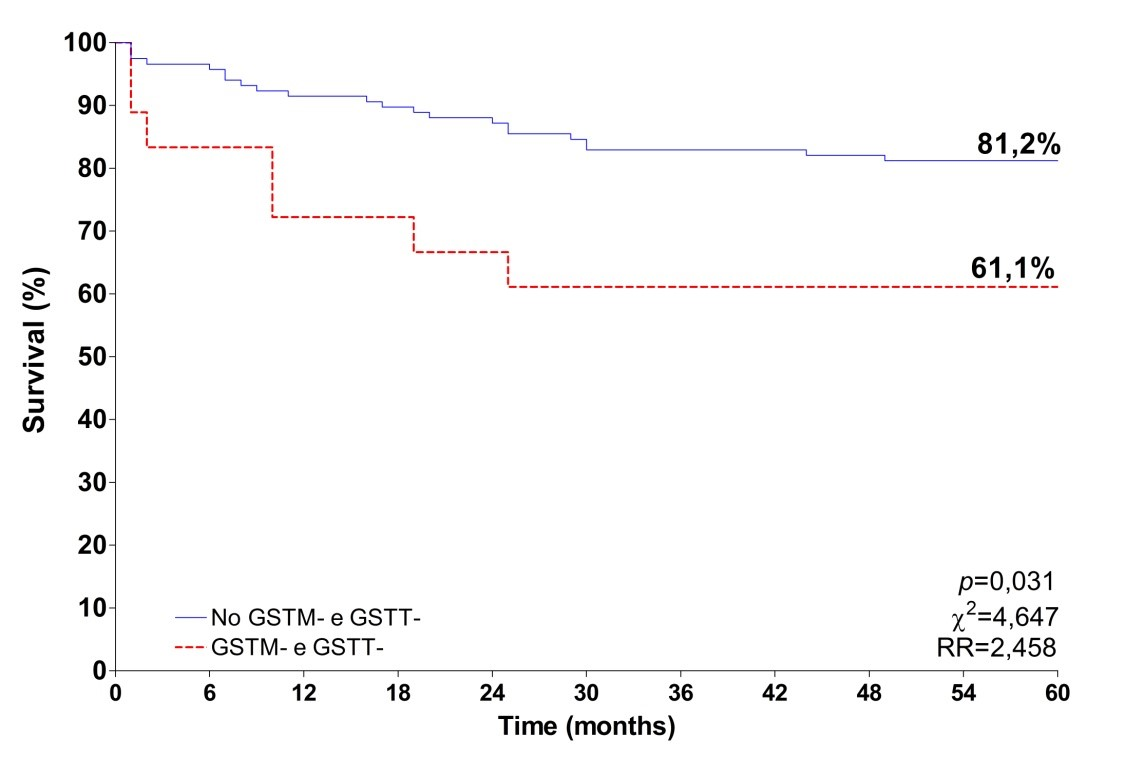 100
90
80
70
60
50
40
30
20
10
0
Survival (%)
81,2%
61,1%
p=0,031
χ²=4,647
RR=2,458
No GSTM- e GSTT-
GSTM- e GSTT-
0 6 12 18 24 30 36 42 48 54 60
Time (months)